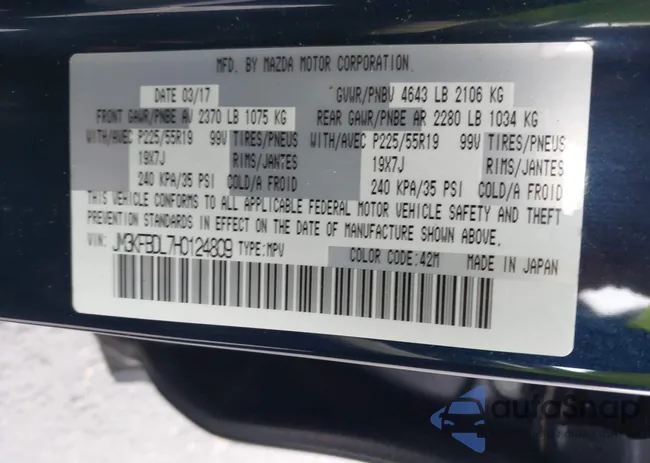 MFD. BY MAZDA MOTOR CORPORATION
DATE 03/17 GVWR/PNBV 4643 LB 2106 KG
FRONT GAWR/PNBE AV 2370 LB 1075 KG REAR GAWR/PNBE AR 2280 LB 1034 KG
WITH/AVEC P225/55R19 99V TIRES/PNEUS WITH/AVEC P225/55R19 99V TIRES/PNEUS
19X7J RIMS/JANTES 19X7J RIMS/JANTES
240 KPA/35 PSI COLD/A FROID 240 KPA/35 PSI COLD/A FROID
THIS VEHICLE CONFORMS TO ALL APPLICABLE FEDERAL MOTOR VEHICLE SAFETY AND THEFT
PREVENTION STANDARDS IN EFFECT ON THE DATE OF MANUFACTURE SHOWN ABOVE.
VIN: JM3KFBDL7H0124809 TYPE:MPV COLOR CODE:42M MADE IN JAPAN
autoSnap